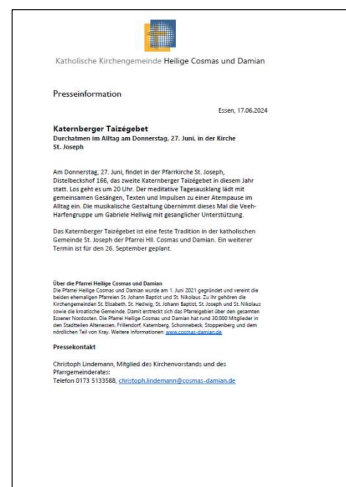 Katholische Kirchengemeinde Heilige Cosmas und Damian
Presseinformation
Essen, 17.06.2024
Katernberger Taizégebet
Durchatmen im Alltag am Donnerstag, 27. Juni, in der Kirche
St. Joseph
Am Donnerstag, 27. Juni, findet in der Pfarrkirche St. Joseph,
Distelbeckshof 166, das zweite Katernberger Taizégebet in diesem Jahr
statt. Los geht es um 20 Uhr. Der meditative Tagesausklang lädt mit
gemeinsamen Gesängen, Texten und Impulsen zu einer Atempause im
Alltag ein. Die musikalische Gestaltung übernimmt dieses Mal die Veeh-
Harfengruppe um Gabriele Hellwig mit gesanglicher Unterstützung.
Das Katernberger Taizégebet ist eine feste Tradition in der katholischen
Gemeinde St. Joseph der Pfarrei Hll. Cosmas und Damian. Ein weiterer
Termin ist für den 26. September geplant.
Über die Pfarrei Heilige Cosmas und Damian
Die Pfarrei Heilige Cosmas und Damian wurde am 1. Juni 2021 gegründet und vereint die
beiden ehemaligen Pfarreien St. Johann Baptist und St. Nikolaus. Zu ihr gehören die
Kirchengemeinden St. Elisabeth, St. Hedwig, St. Johann Baptist, St. Joseph und St. Nikolaus
sowie die kroatische Gemeinde. Damit erstreckt sich das Pfarreigebiet über den gesamten
Essener Nordosten. Die Pfarrei Heilige Cosmas und Damian hat rund 30.000 Mitglieder in
den Stadtteilen Altenessen, Frillendorf, Katernberg, Schonnebeck, Stoppenberg und dem
nördlichen Teil von Kray. Weitere Informationen: www.cosmas-damian.de
Pressekontakt
Christoph Lindemann, Mitglied des Kirchenvorstands und des
Pfarrgemeinderates:
Telefon 0173 5133588, christoph.lindemann@cosmas-damian.de